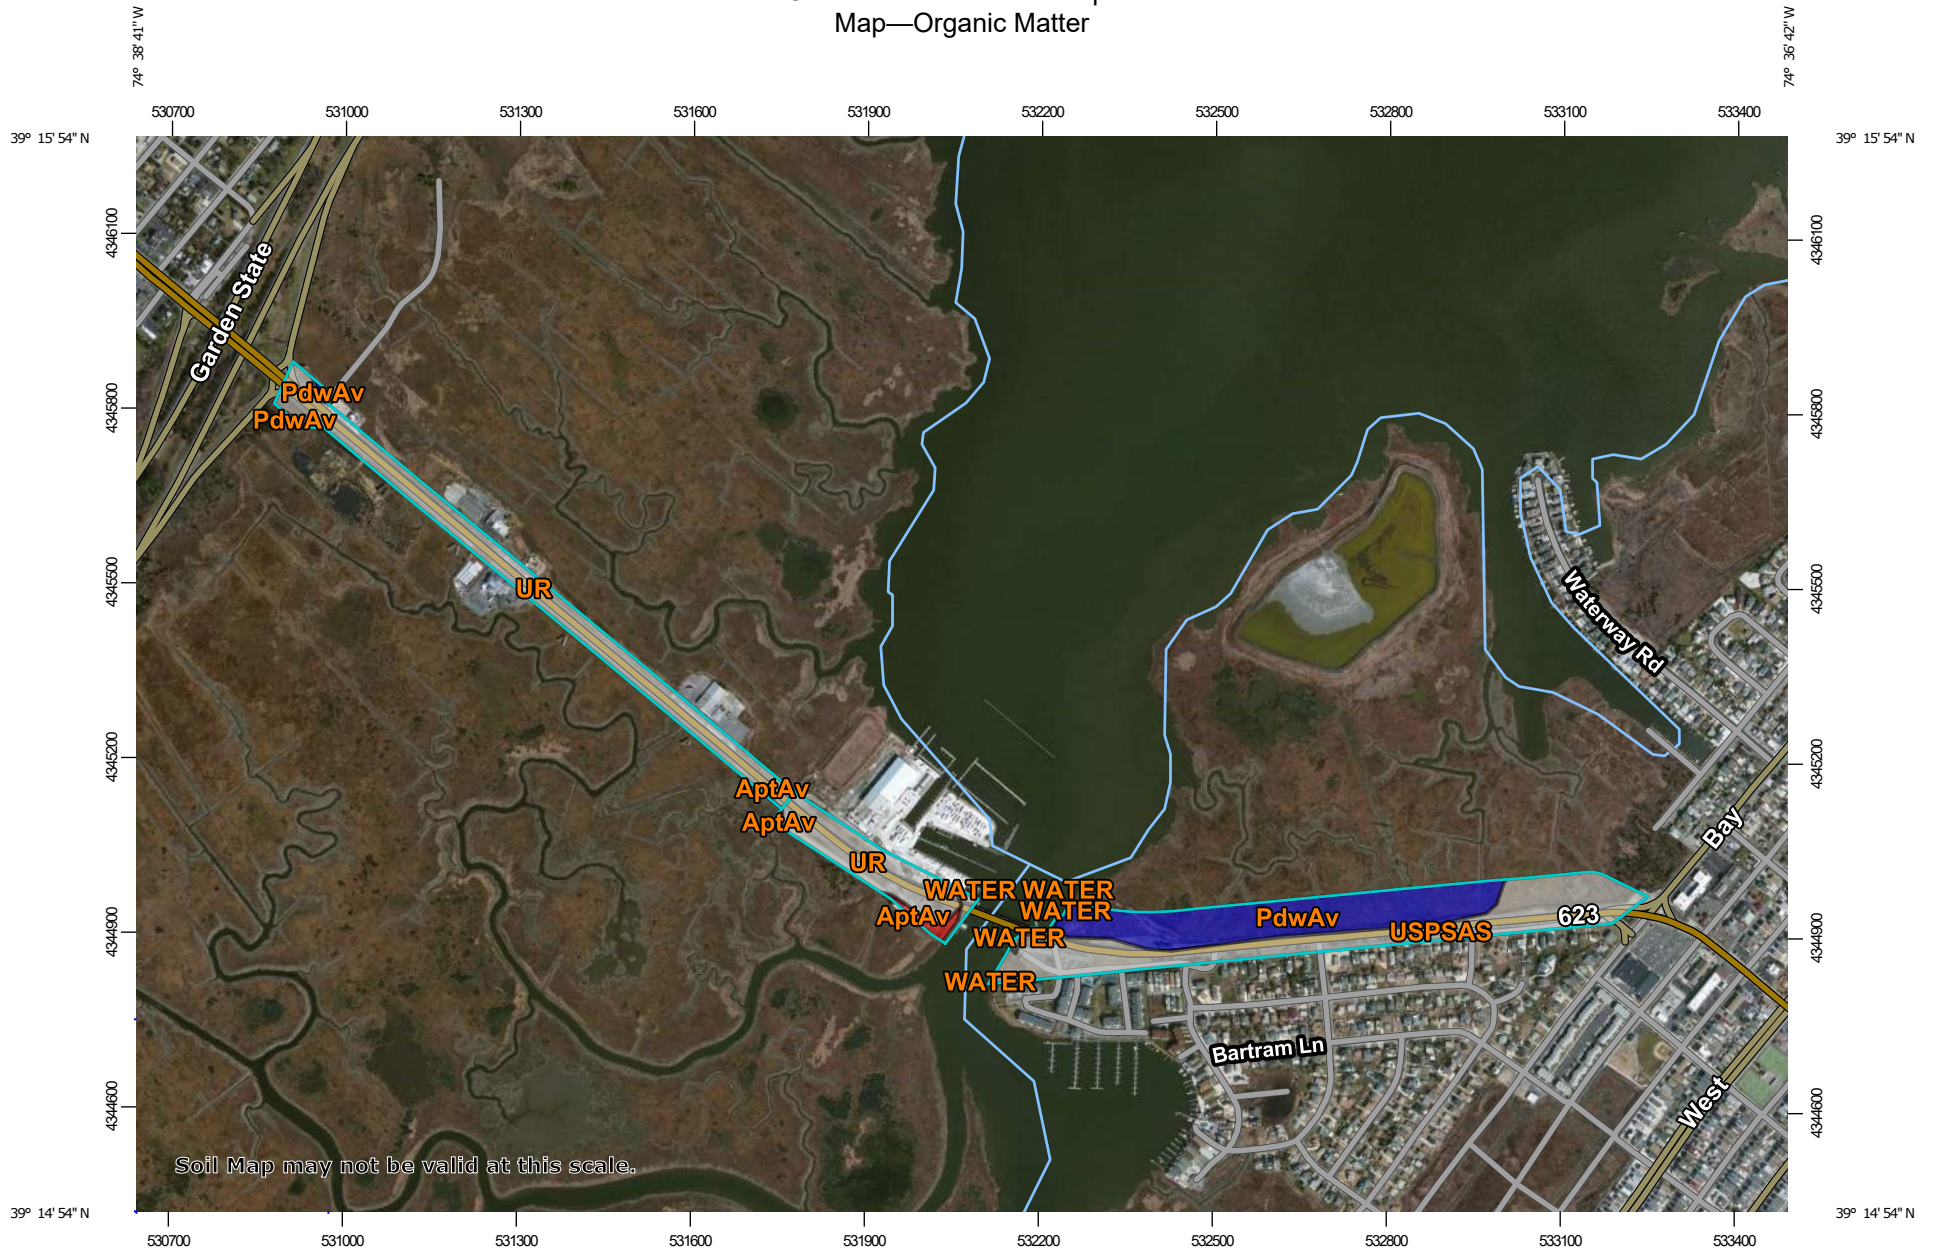 Map—Organic Matter
74° 38' 41" W
74° 36' 42" W
530700 531000 531300 531600 531900 532200 532500 532800 533100 533400
39° 15' 54" N
39° 15' 54" N
4346100
4346100
Garden State
PdwAv
4345800
4345800
PdwAv
4345500
UR
4345500
Waterway Rd
4345200
4345200
AptAv
AptAv
Bay
UR
WATER WATER
WATER
AptAv
PdwAv
623
4344900
USPSAS
4344900
WATER
WATER
Bartram Ln
4344600
West
4344600
Soil Map may not be valid at this scale.
39° 14' 54" N
39° 14' 54" N
530700 531000 531300 531600 531900 532200 532500 532800 533100 533400